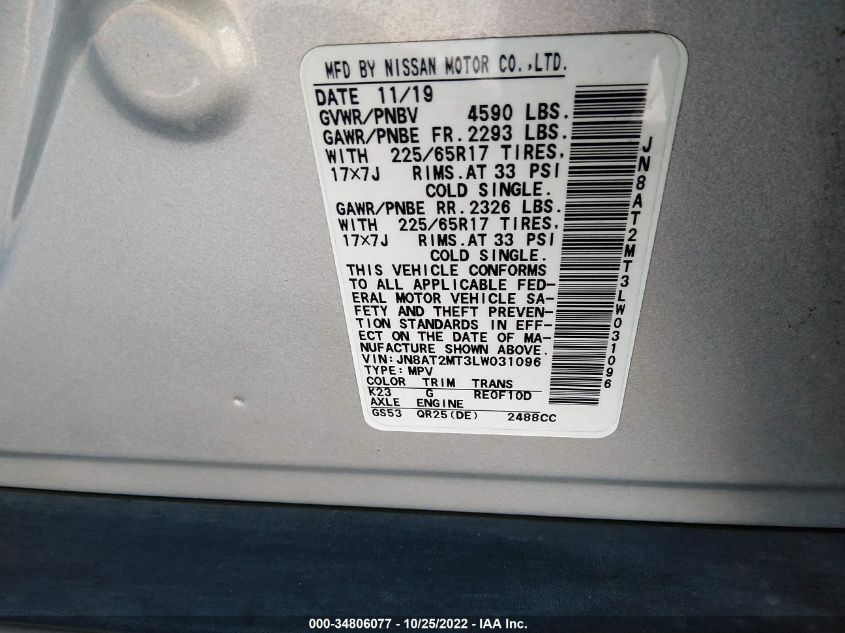 MFD BY NISSAN MOTOR CO.,LTD.
DATE 11/19
GVWR/PNBV 4590 LBS.
GAWR/PNBE FR. 2293 LBS.
WITH 225/65R17 TIRES,
17×7J RIMS.AT 33 PSI
COLD SINGLE.
GAWR/PNBE RR. 2326 LBS.
WITH 225/65R17 TIRES,
17×7J RIMS.AT 33 PSI
COLD SINGLE.
THIS VEHICLE CONFORMS
TO ALL APPLICABLE FED-
ERAL MOTOR VEHICLE SA-
FETY AND THEFT PREVEN-
TION STANDARDS IN EFF-
ECT ON THE DATE OF MA-
NUFACTURE SHOWN ABOVE.
VIN:JN8AT2MT3LW031096
TYPE:MPV
COLOR TRIM TRANS
K23 G RE0F10D
AXLE ENGINE
GS53 QR25(DE) 2488CC
JN8AT2MT3LW031096
000-34806077 - 10/25/2022 - IAA Inc.